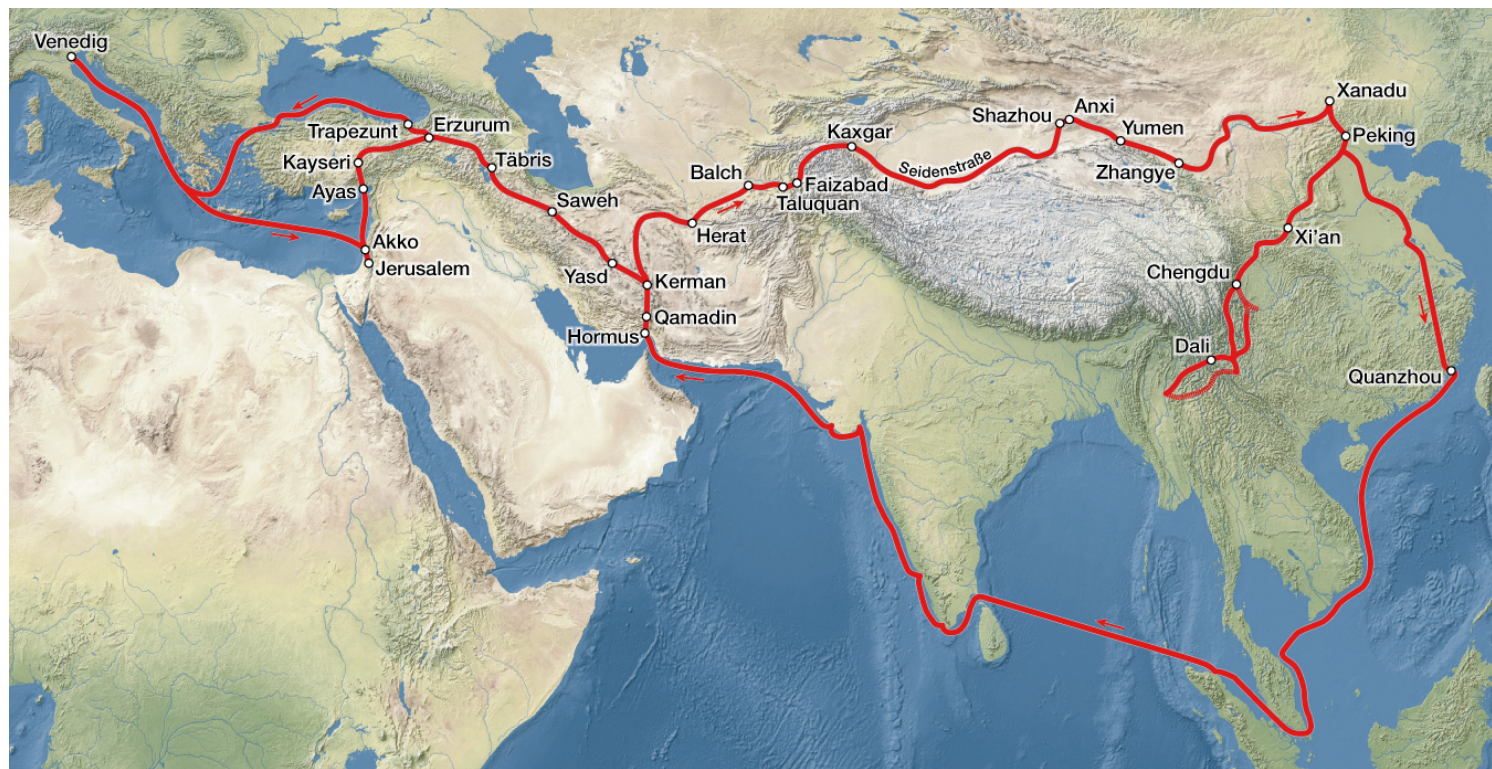 Venedig
Xanadu
Shazhou
Anxi
Trapezunt
Erzurum
Kaxgar
Yumen
Peking
Kayseri
Täbris
Seidenstraße
Zhangye
Balch
Ayas
Faizabad
Taluquan
Saweh
Herat
Xi'an
Akko
Jerusalem
Yasd
Kerman
Chengdu
Qamadin
Hormus
Dali
Quanzhou